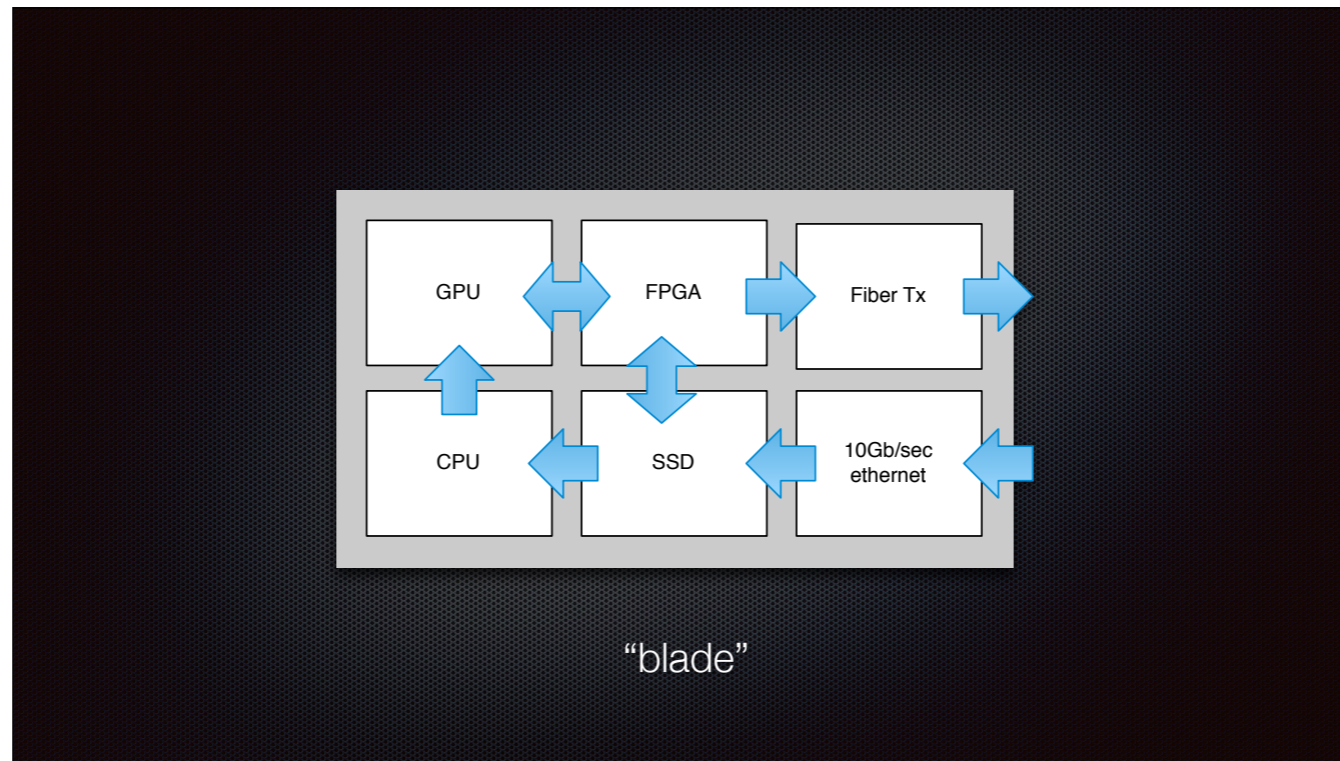 GPU
FPGA
Fiber Tx
CPU
SSD
10Gb/sec
ethernet
“blade”